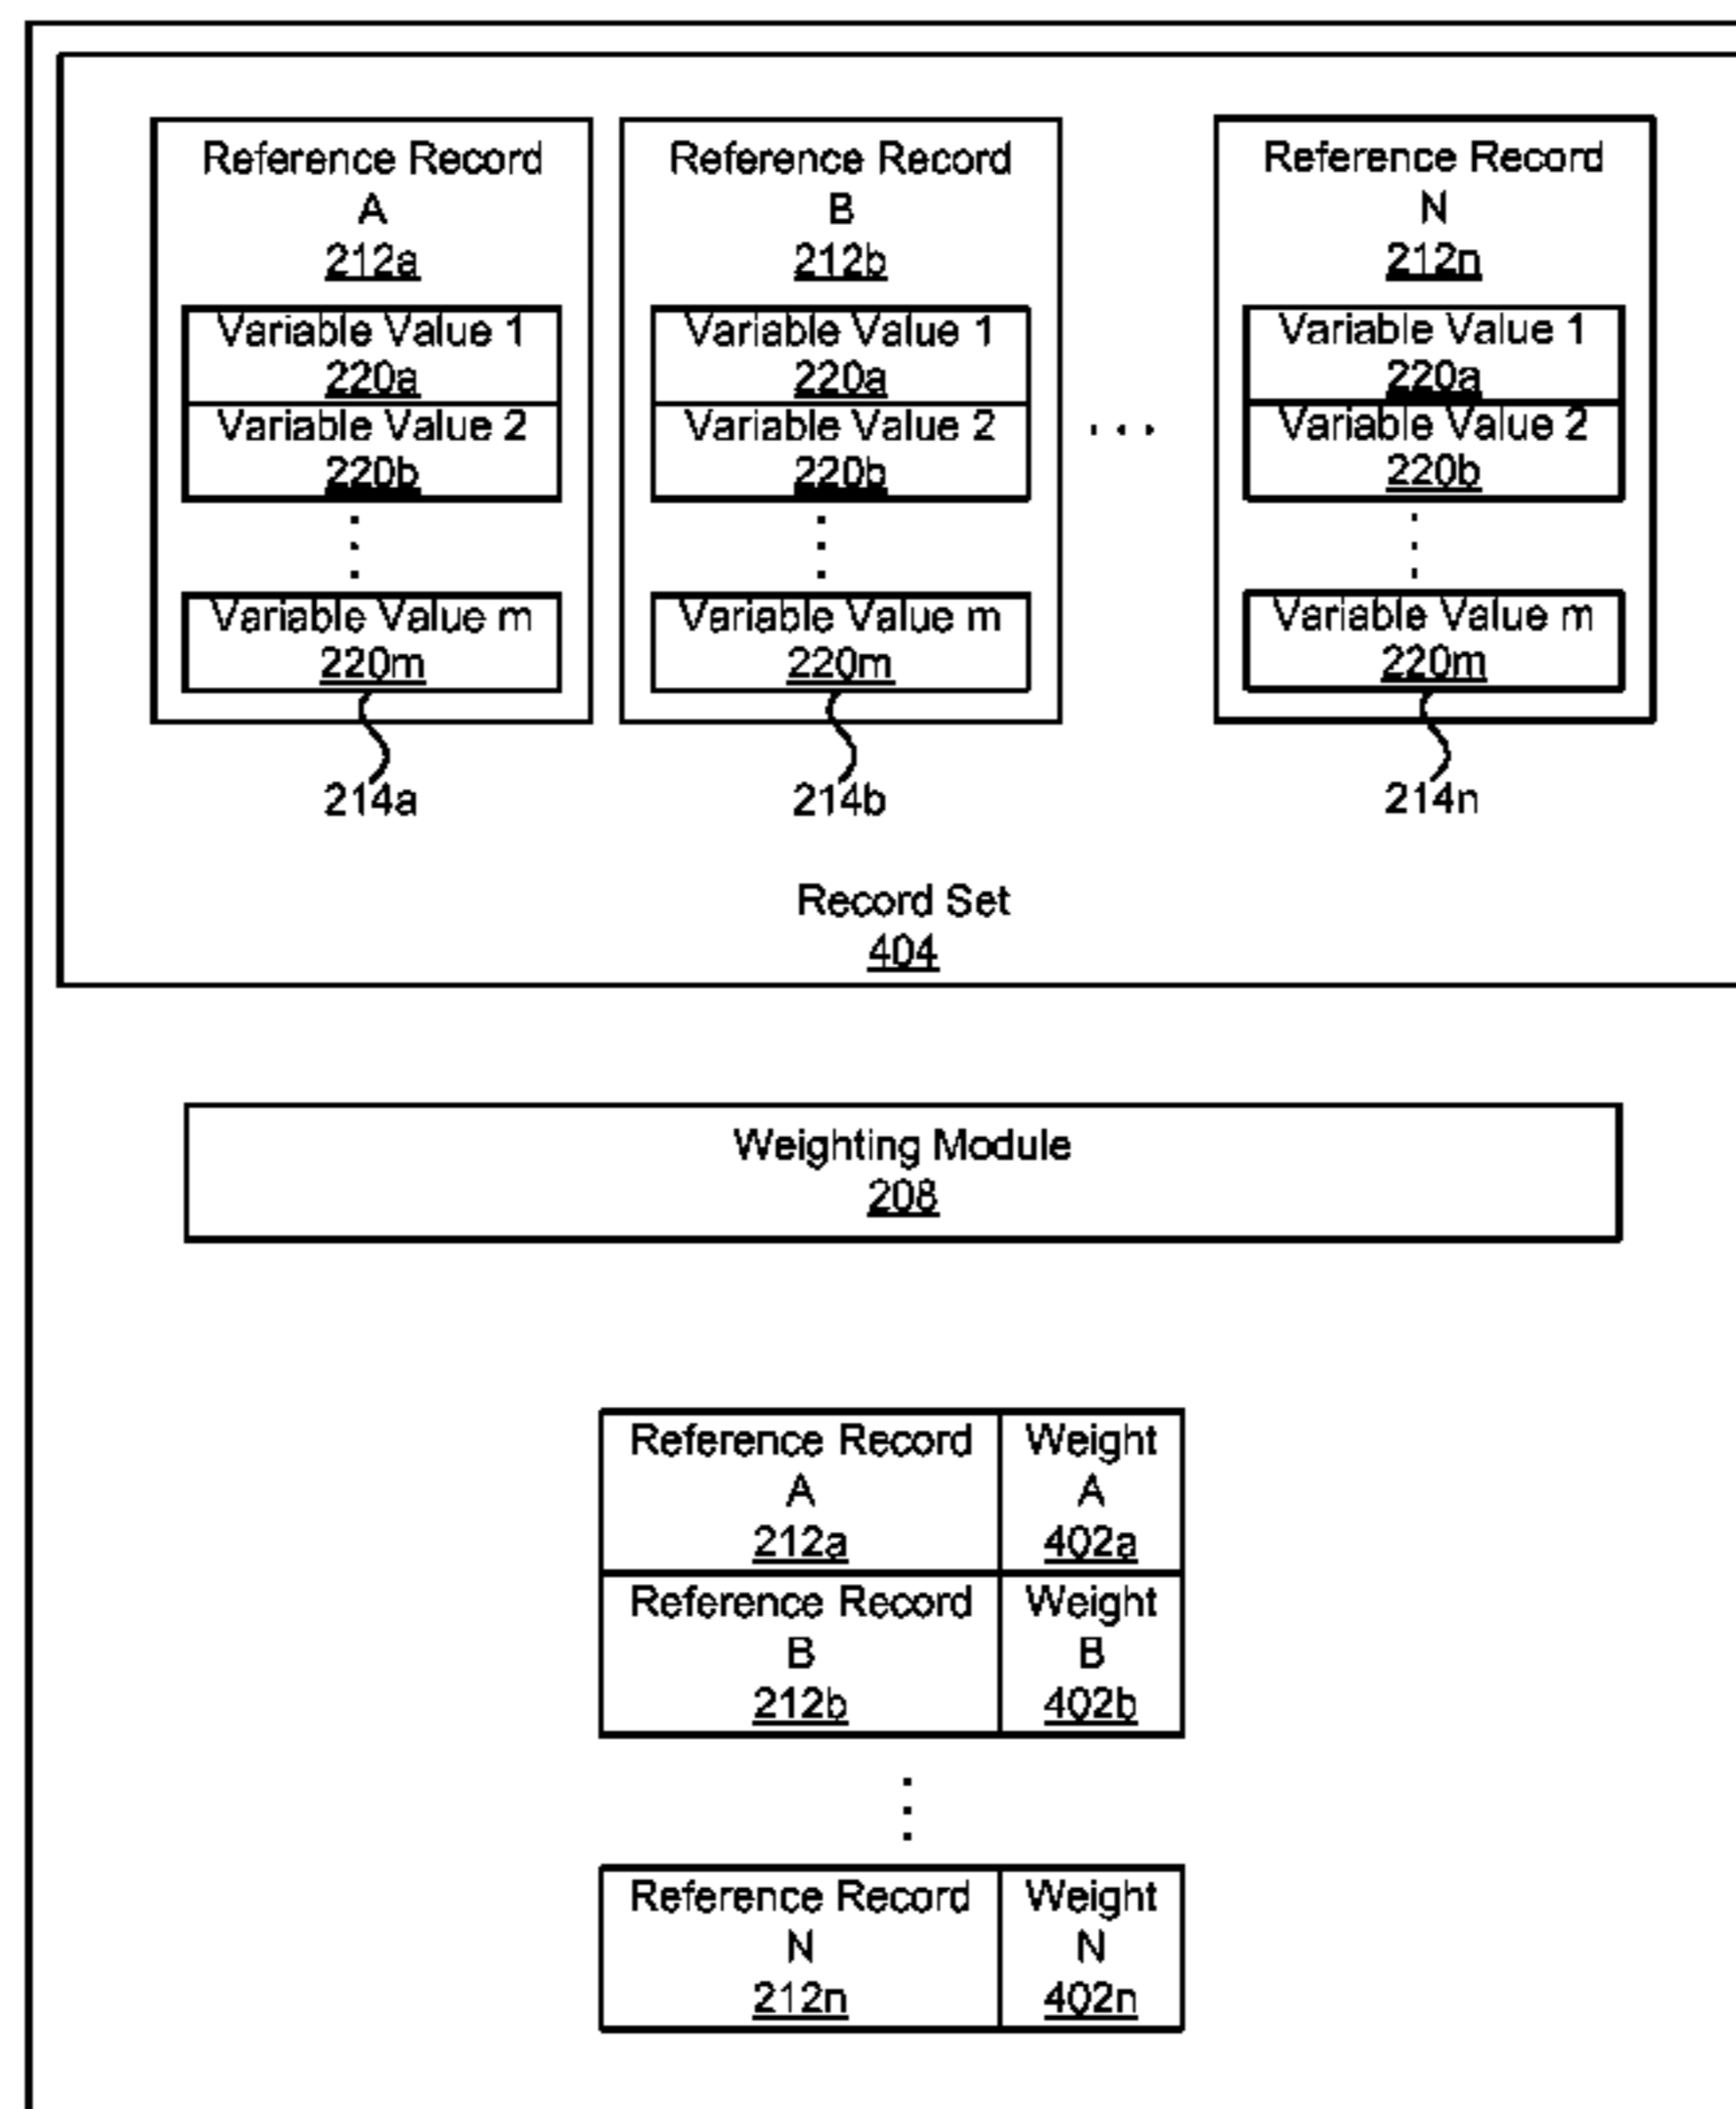 Reference Record
A
212a
Variable Value 1
220a
Variable Value 2
220b
Variable Value m
220m
214a
Reference Record
B
212b
Variable Value 1
220a
Variable Value 2
220b
Variable Value m
220m
214b
. . .
Reference Record
N
212n
Variable Value 1
220a
Variable Value 2
220b
Variable Value m
220m
214n
Record Set
404
Weighting Module
208
Reference Record
A
212a
Weight
A
402a
Reference Record
B
212b
Weight
B
402b
Reference Record
N
212n
Weight
N
402n